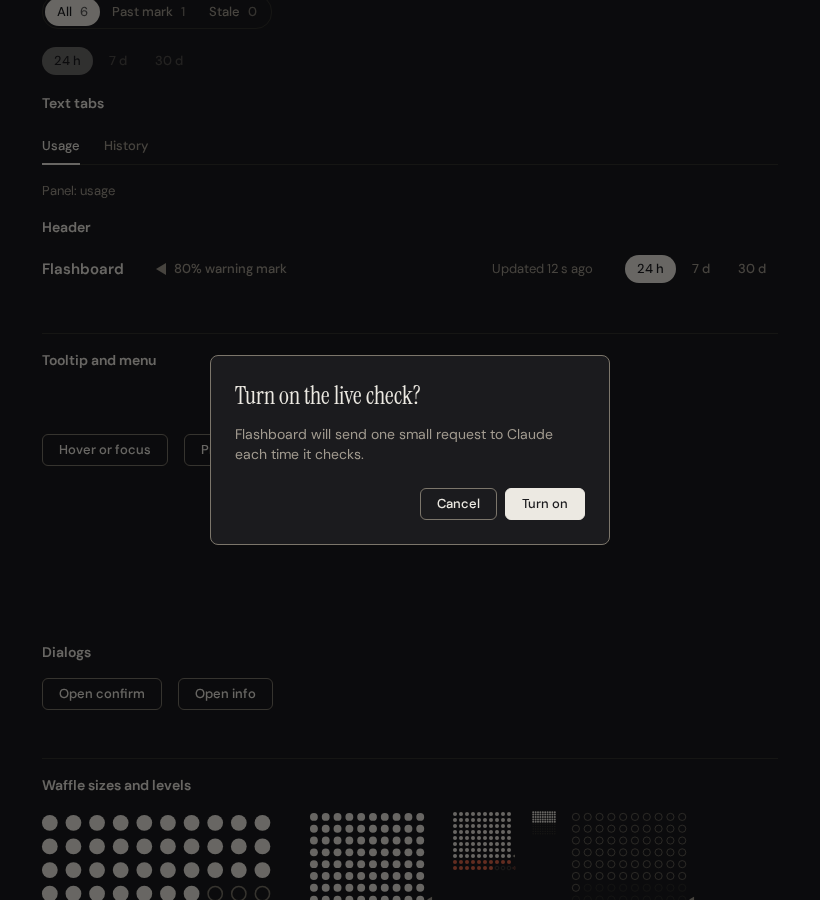 All 6 Past mark 1 Stale 0
24 h 7 d 30 d
Text tabs
Usage History
Panel: usage
Header
Flashboard 80% warning mark Updated 12 s ago 24 h 7 d 30 d
Tooltip and menu
Turn on the live check?
Flashboard will send one small request to Claude
each time it checks.
Hover or focus
Cancel Turn on
Dialogs
Open confirm Open info
Waffle sizes and levels